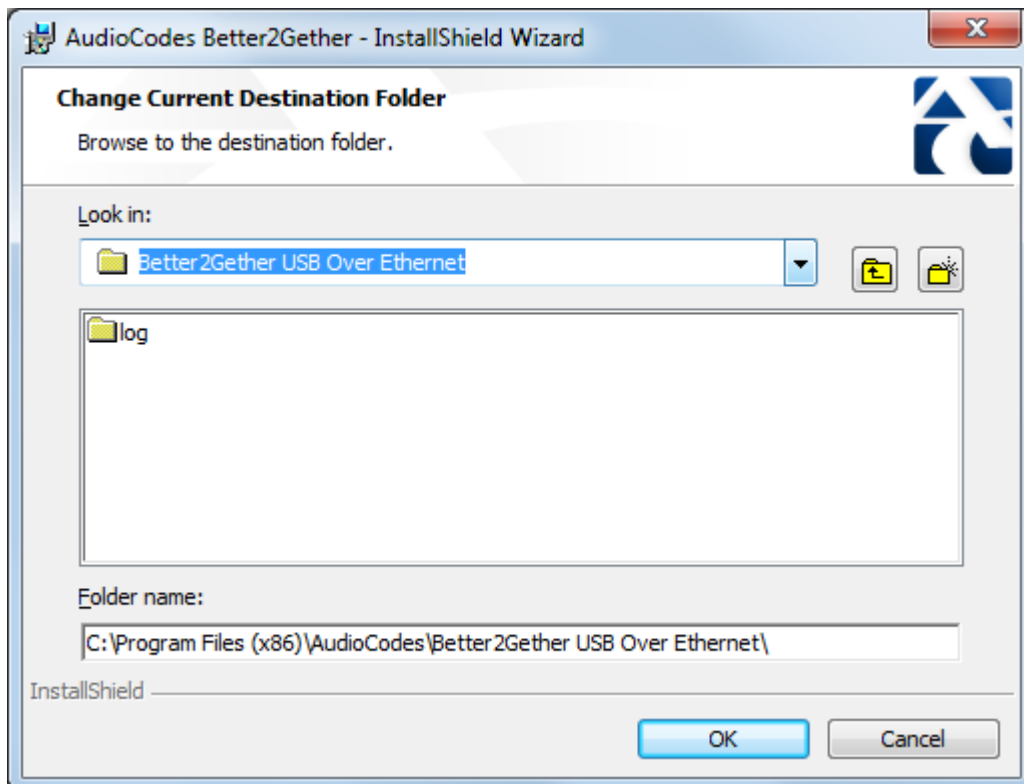 AudioCodes Better2Gether - InstallShield Wizard
Change Current Destination Folder
Browse to the destination folder.
Look in:
Better2Gether USB Over Ethernet
log
Folder name:
C:\Program Files (x86)\AudioCodes\Better2Gether USB Over Ethernet\
InstallShield
OK Cancel